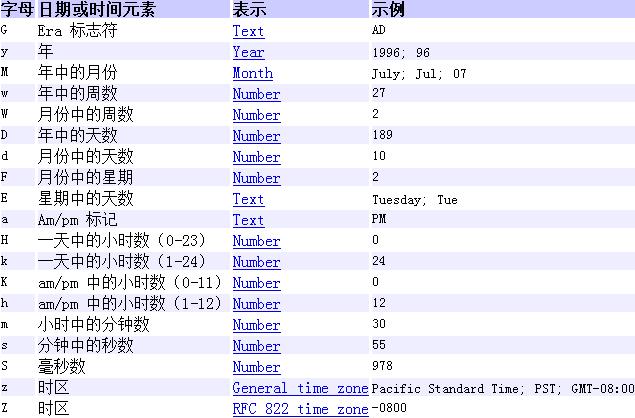 字母 日期或时间元素 表示 示例
G Era 标志符 Text AD
y 年 Year 1996; 96
M 年中的月份 Month July; Jul; 07
w 年中的周数 Number 27
W 月份中的周数 Number 2
D 年中的天数 Number 189
d 月份中的天数 Number 10
F 月份中的星期 Number 2
E 星期中的天数 Text Tuesday; Tue
a Am/pm 标记 Text PM
H 一天中的小时数（0-23） Number 0
k 一天中的小时数（1-24） Number 24
K am/pm 中的小时数（0-11） Number 0
h am/pm 中的小时数（1-12） Number 12
m 小时中的分钟数 Number 30
s 分钟中的秒数 Number 55
S 毫秒数 Number 978
z 时区 General time zone Pacific Standard Time; PST; GMT-08:00
Z 时区 RFC 822 time zone -0800